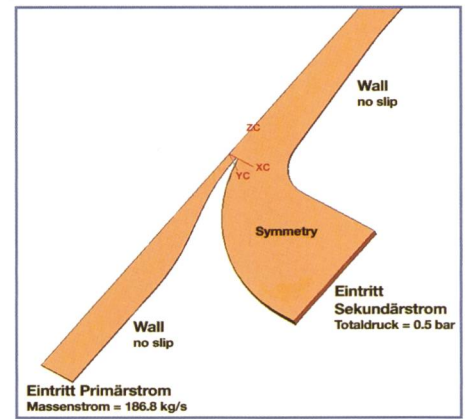 Wall
no slip
ZC
XC
YC
Symmetry
Eintritt
Sekundärstrom
Totaldruck = 0.5 bar
Wall
no slip
Eintritt Primärstrom
Massenstrom = 186.8 kg/s